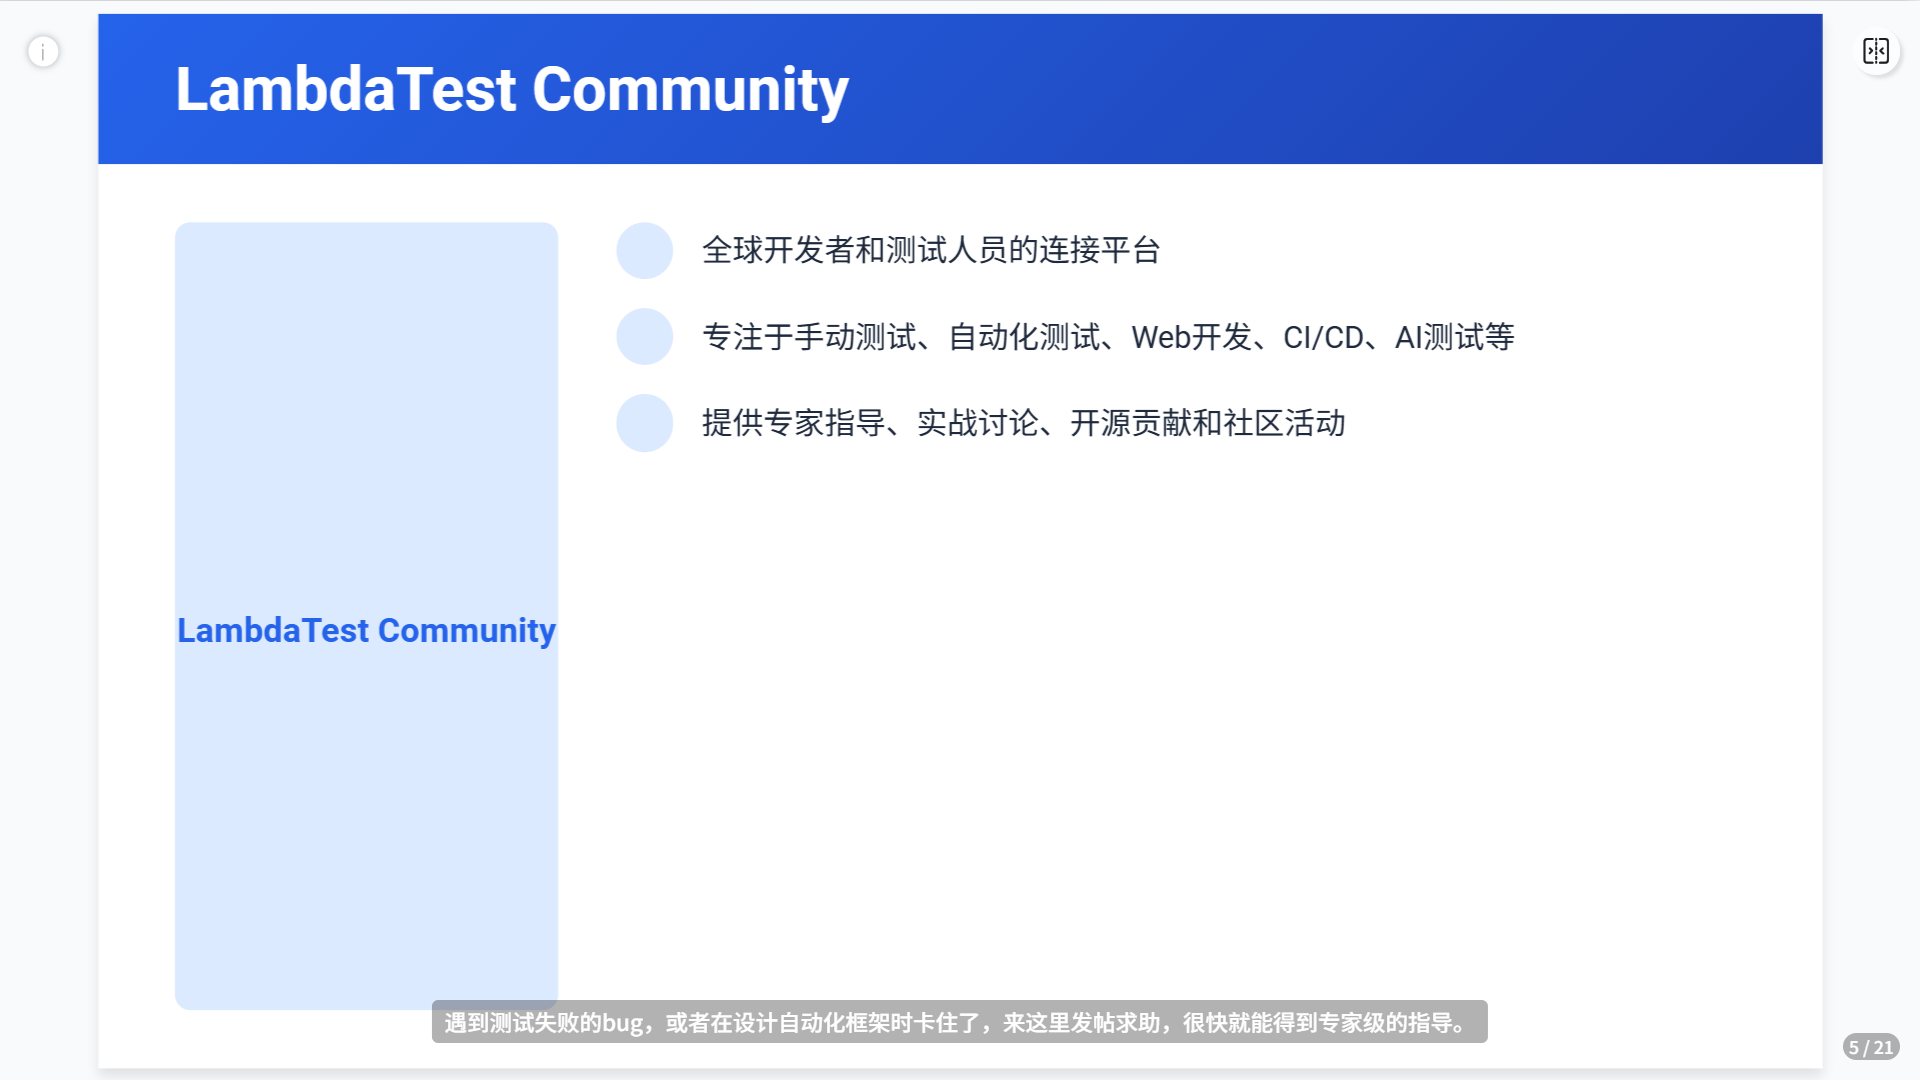 LambdaTest Community
全球开发者和测试人员的连接平台
专注于手动测试、自动化测试、Web开发、CI/CD、AI测试等
提供专家指导、实战讨论、开源贡献和社区活动
LambdaTest Community
遇到测试失败的bug，或者在设计自动化框架时卡住了，来这里发帖求助，很快就能得到专家级的指导。
5 / 21